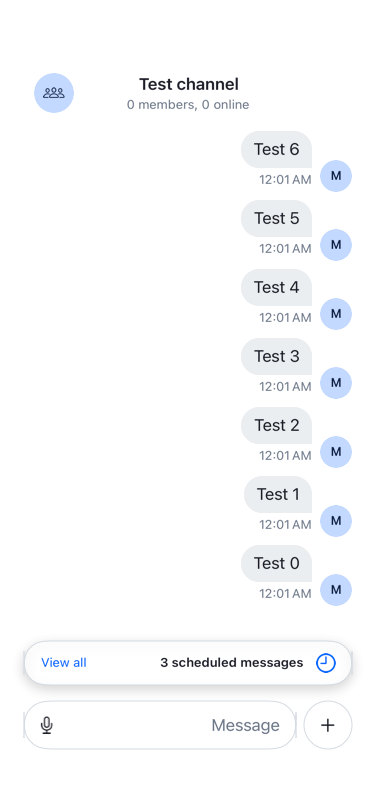 Test channel
0 members, 0 online
Test 6
12:01 AM
M
Test 5
12:01 AM
M
Test 4
12:01 AM
M
Test 3
12:01 AM
M
Test 2
12:01 AM
M
Test 1
12:01 AM
M
Test 0
12:01 AM
M
View all
3 scheduled messages
Message